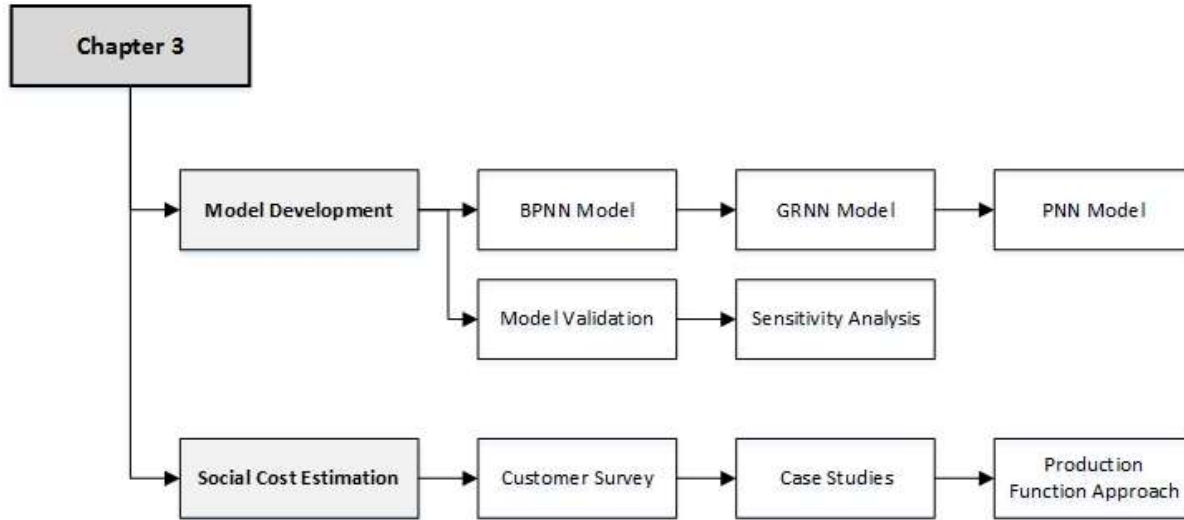 Chapter 3
Model Development
BPNN Model
GRNN Model
PNN Model
Model Validation
Sensitivity Analysis
Social Cost Estimation
Customer Survey
Case Studies
Production
Function Approach